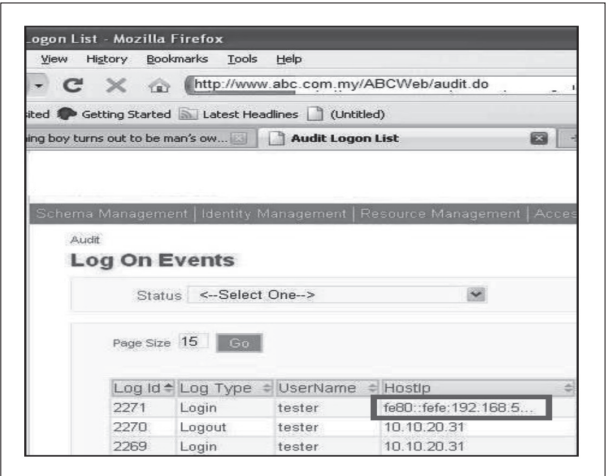 Logon List - Mozilla Firefox
View History Bookmarks Tools Help
http://www.abc.com.my/ABCWeb/audit.do
ited Getting Started Latest Headlines (Untitled)
ing boy turns out to be man's ow... Audit Logon List
Schema Management | Identity Management | Resource Management | Acces
Audit
Log On Events
Status <--Select One-->
Page Size 15 Go
Log Id Log Type UserName HostIp
2271 Login tester fe80::fefe:192.168.5...
2270 Logout tester 10.10.20.31
2269 Login tester 10.10.20.31